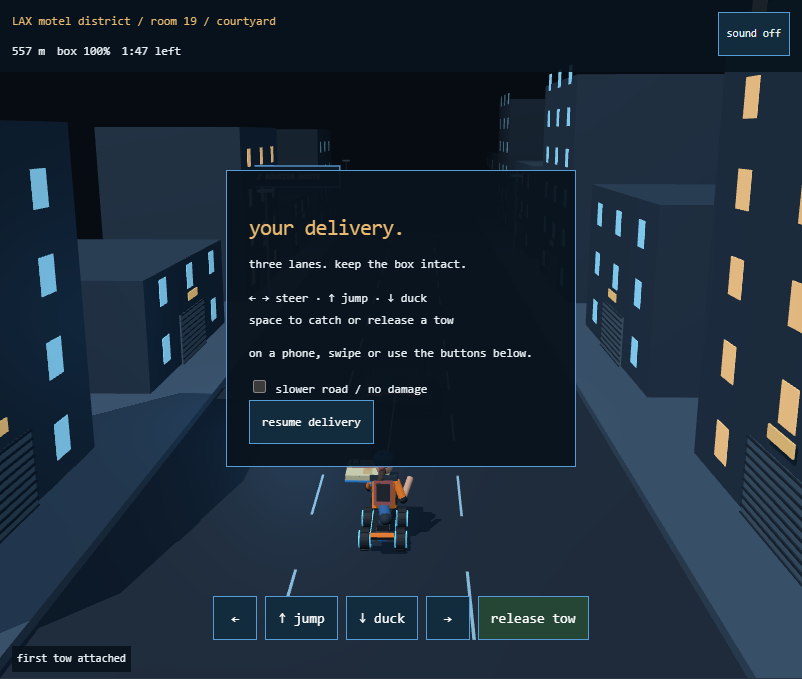 LAX motel district / room 19 / courtyard
557 m box 100% 1:47 left
sound off
your delivery.
three lanes. keep the box intact.
← → steer · ↑ jump · ↓ duck
space to catch or release a tow
on a phone, swipe or use the buttons below.
slower road / no damage
resume delivery
← ↑ jump ↓ duck → release tow
first tow attached